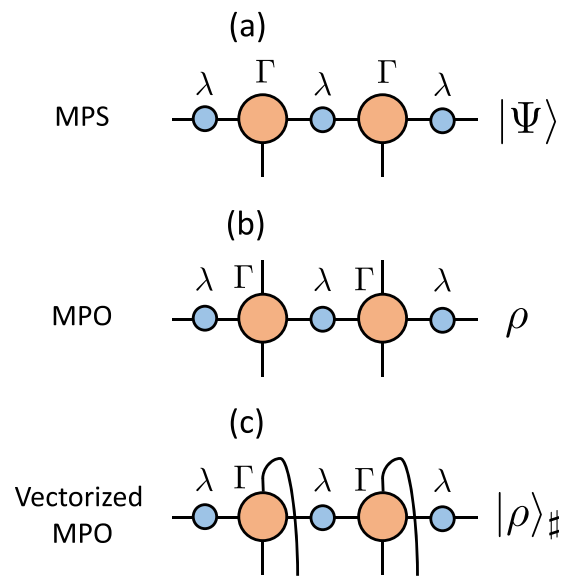 (a)
MPS λ Γ λ Γ λ |Ψ⟩
(b)
MPO λ Γ λ Γ λ ρ
(c)
Vectorized MPO λ Γ λ Γ λ |ρ⟩♯